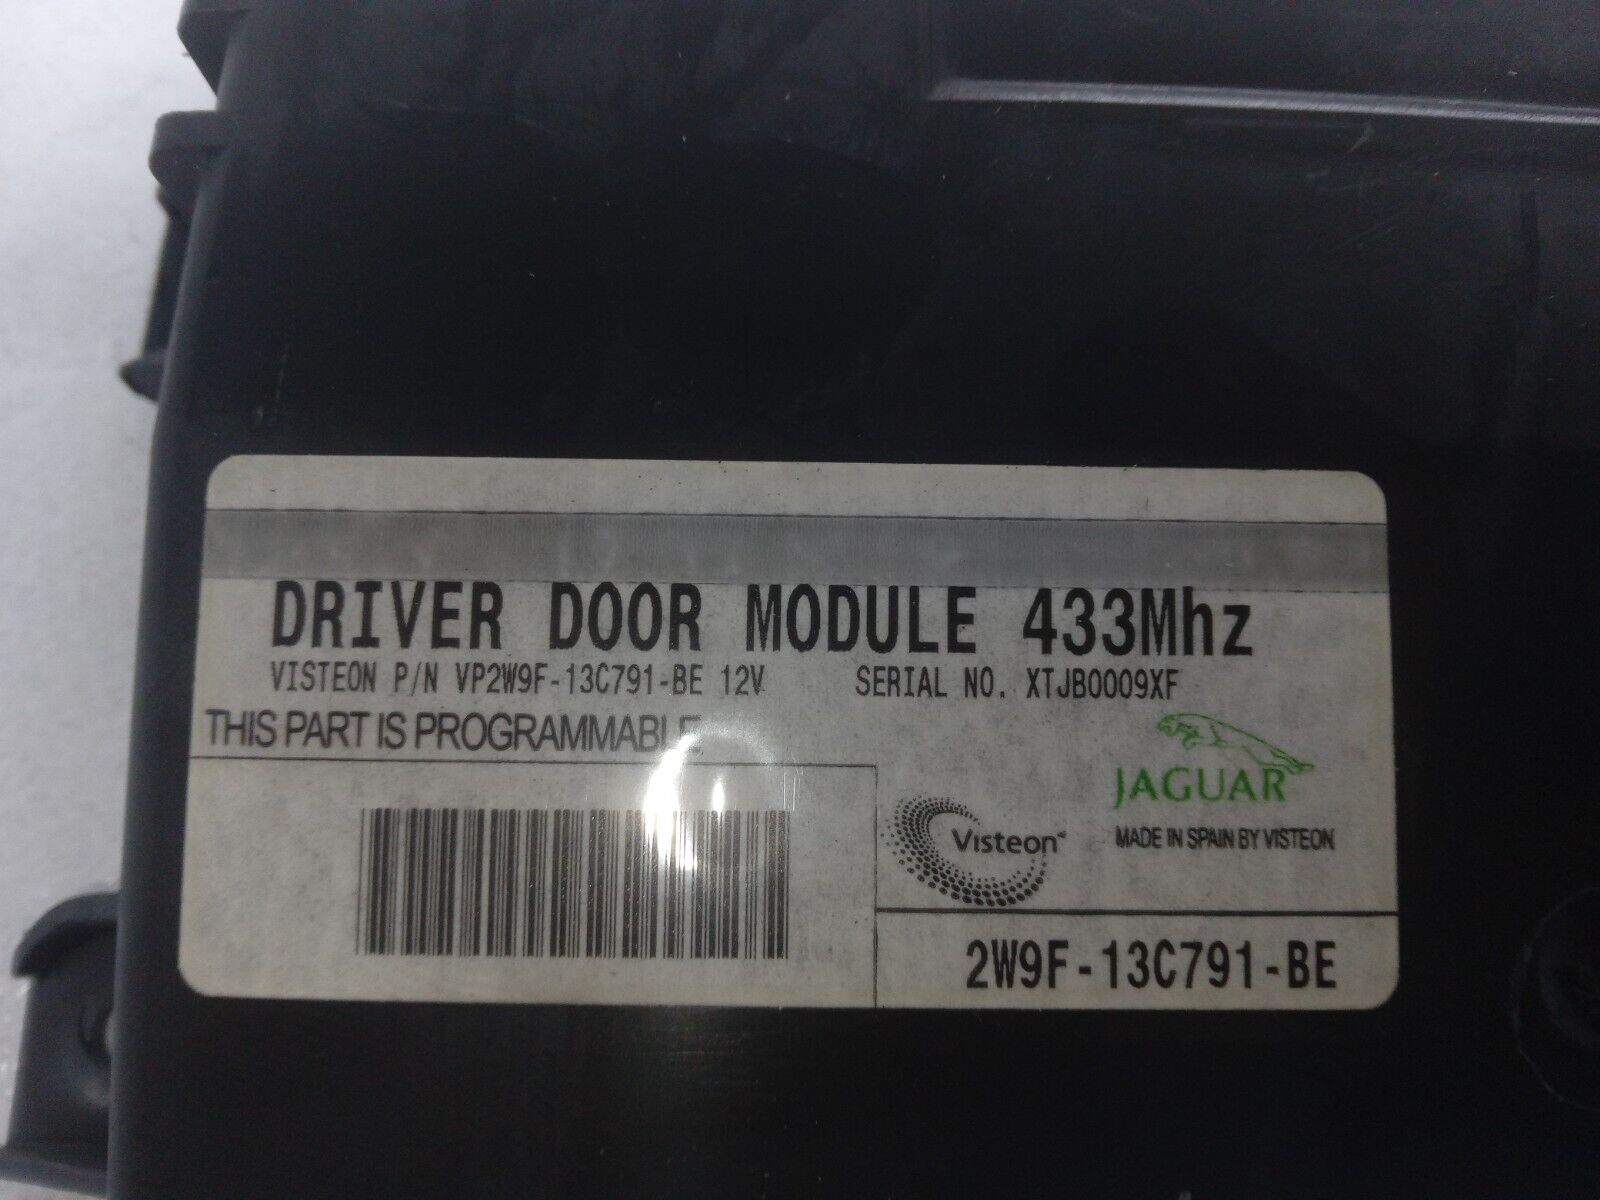 DRIVER DOOR MODULE 433Mhz
VISTEON P/N VP2W9F-13C791-BE 12V SERIAL NO. XTJB0009XF
THIS PART IS PROGRAMMABLE
JAGUAR
Visteon
MADE IN SPAIN BY VISTEON
2W9F-13C791-BE